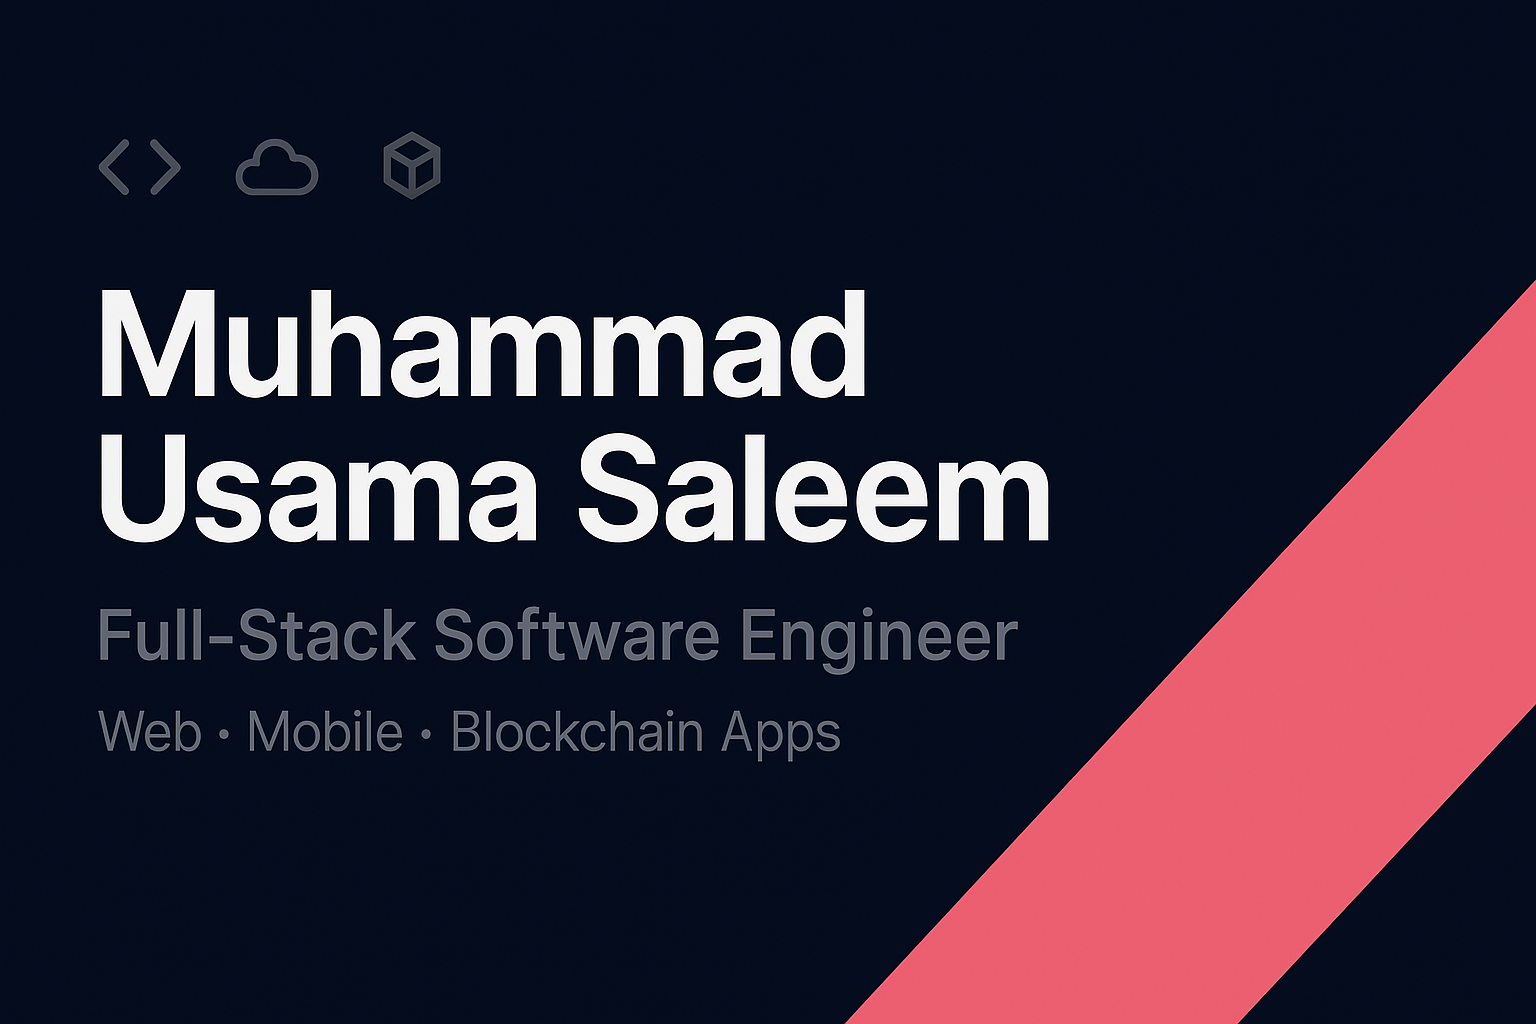 Muhammad
Usama Saleem
Full-Stack Software Engineer
Web • Mobile • Blockchain Apps